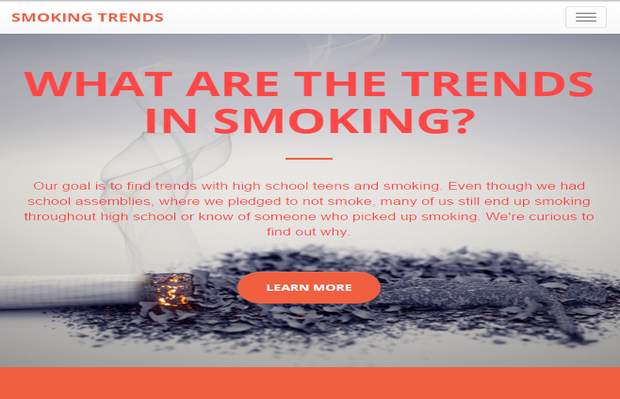 SMOKING TRENDS
WHAT ARE THE TRENDS
IN SMOKING?
Our goal is to find trends with high school teens and smoking. Even though we had
school assemblies, where we pledged to not smoke, many of us still end up smoking
throughout high school or know of someone who picked up smoking. We're curious to
find out why.
LEARN MORE